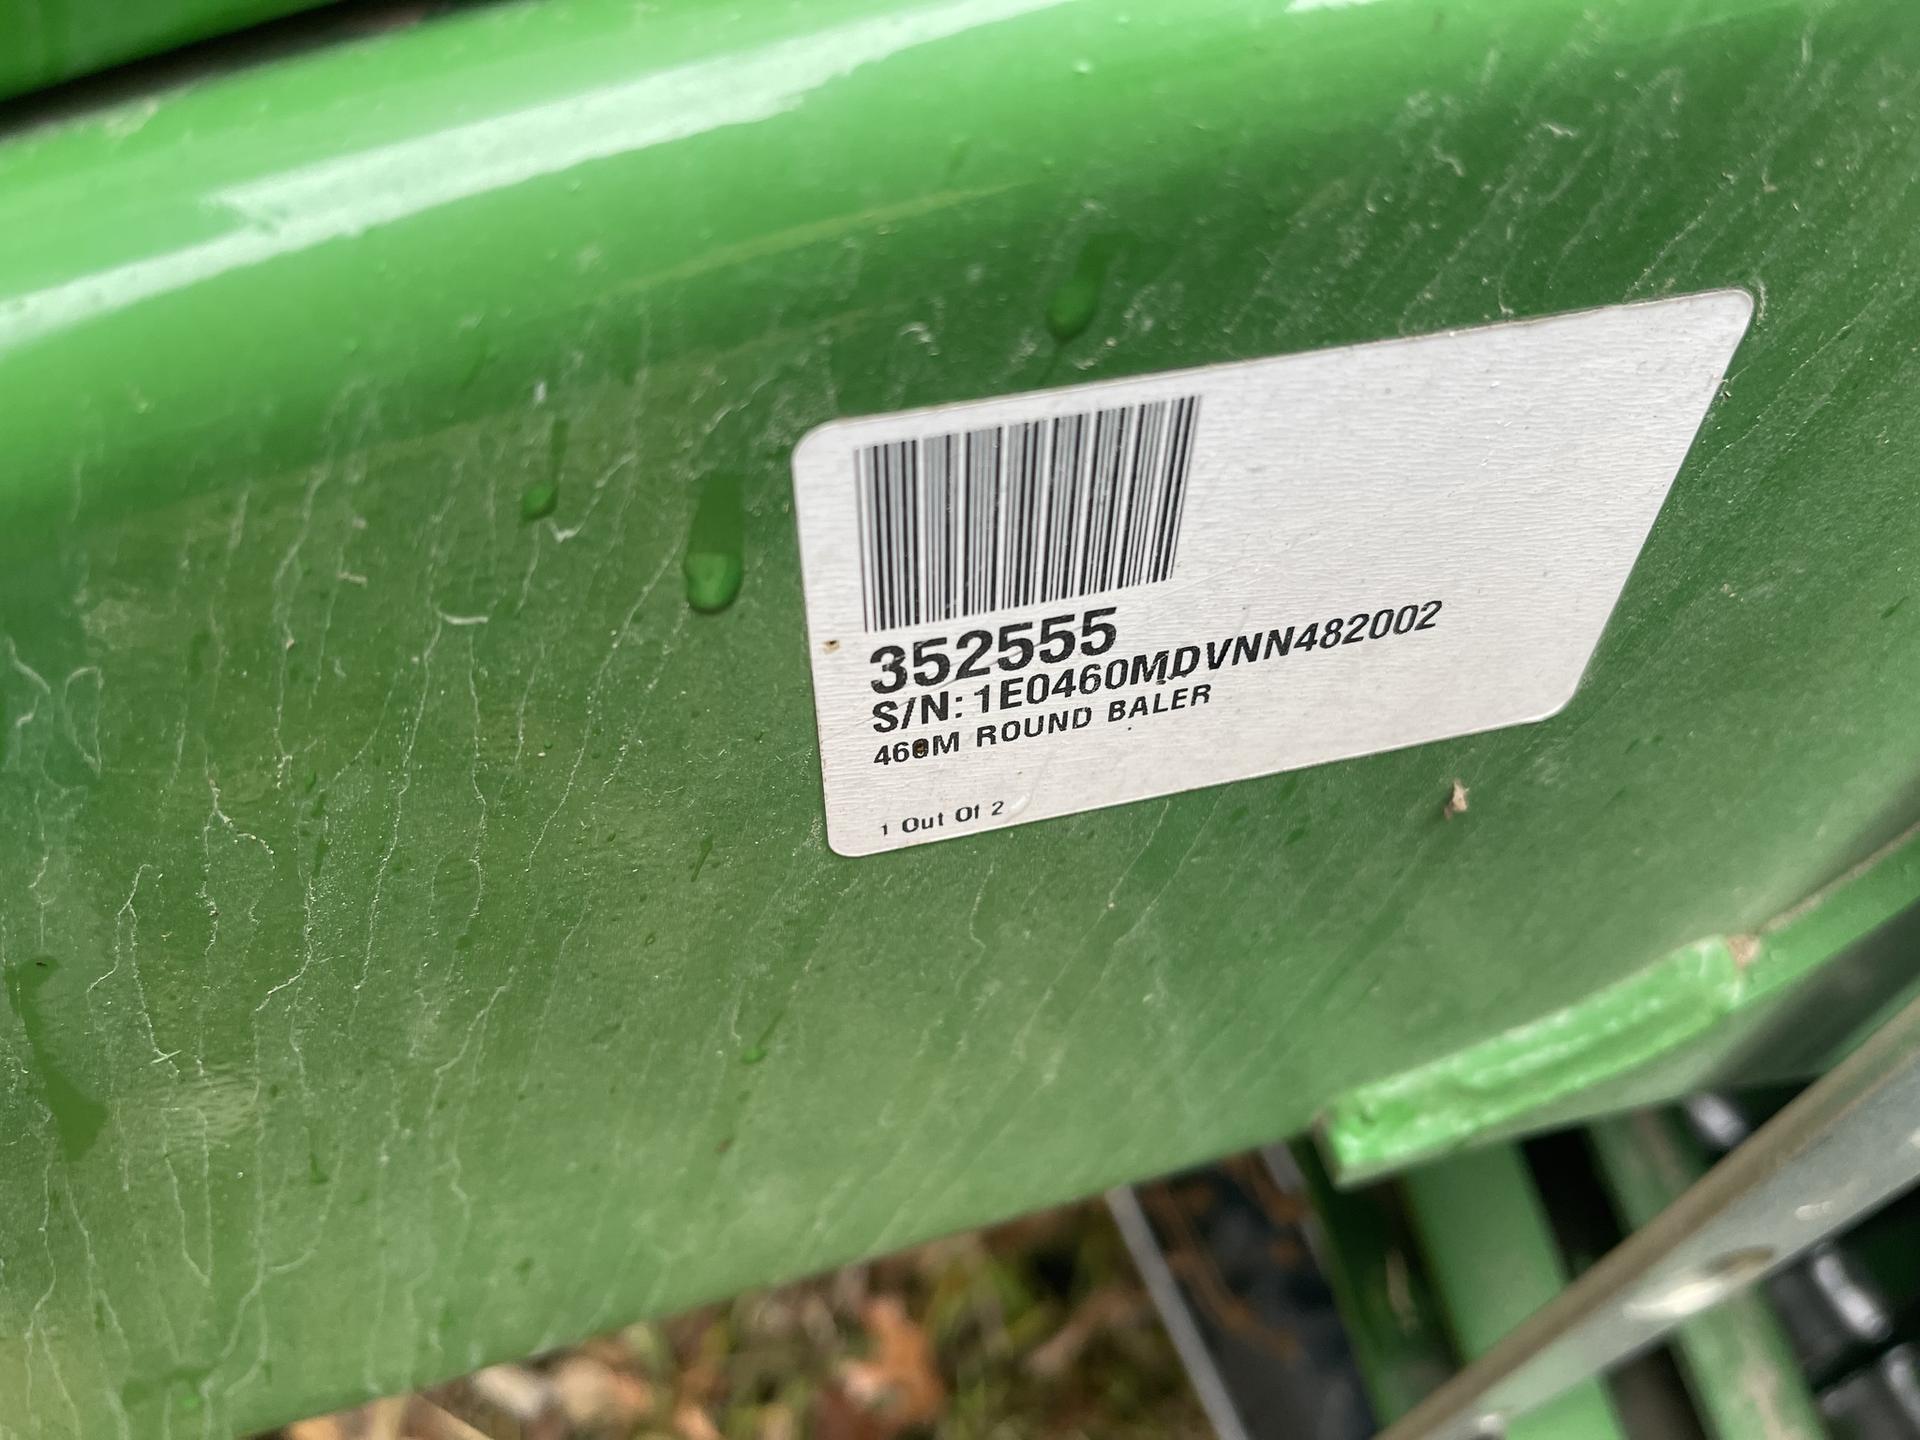 352555
S/N: 1E0460MDVNN482002
460M ROUND BALER
1 Out Of 2